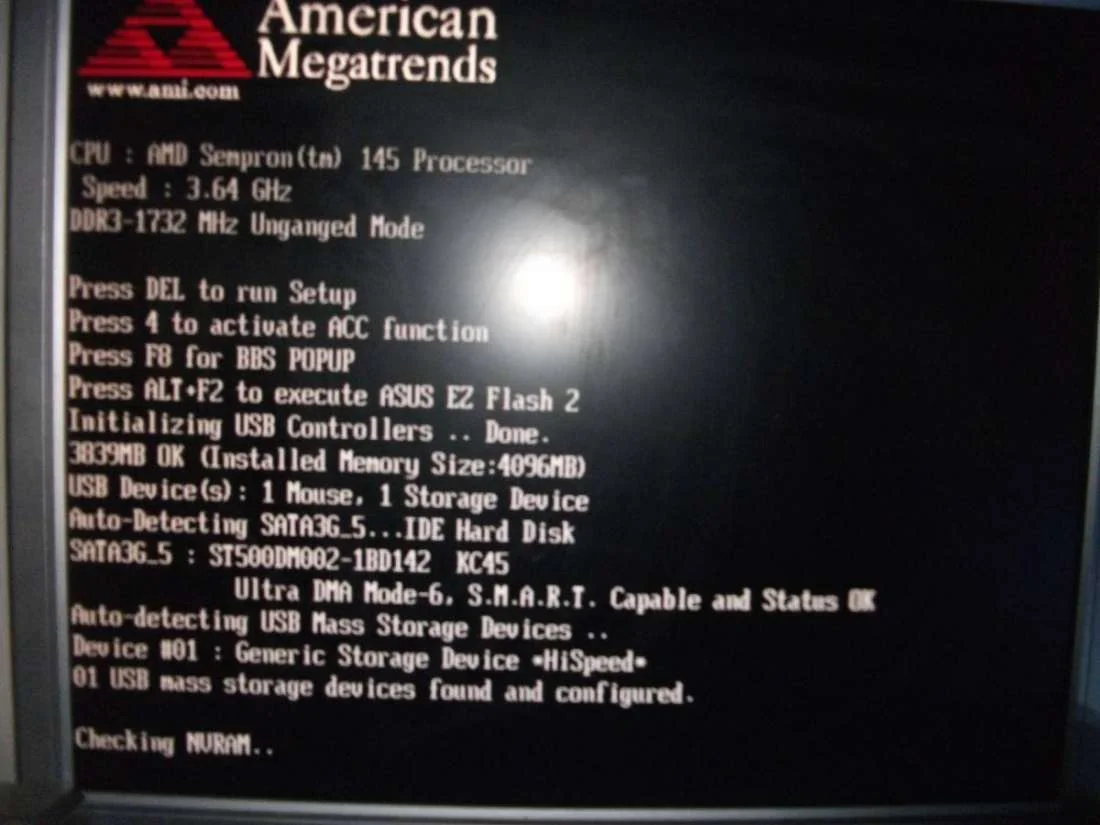 American
Megatrends
www.ami.com
CPU : AMD Sempron(tm) 145 Processor
Speed : 3.64 GHz
DDR3-1732 MHz Unganged Mode
Press DEL to run Setup
Press 4 to activate ACC function
Press F8 for BBS POPUP
Press ALT+F2 to execute ASUS EZ Flash 2
Initializing USB Controllers .. Done.
3839MB OK (Installed Memory Size:4096MB)
USB Device(s): 1 Mouse, 1 Storage Device
Auto-Detecting SATA3G_5...IDE Hard Disk
SATA3G_5 : ST500DM002-1BD142 KC45
Ultra DMA Mode-6, S.M.A.R.T. Capable and Status OK
Auto-detecting USB Mass Storage Devices ..
Device #01 : Generic Storage Device *HiSpeed*
01 USB mass storage devices found and configured.
Checking NVRAM..